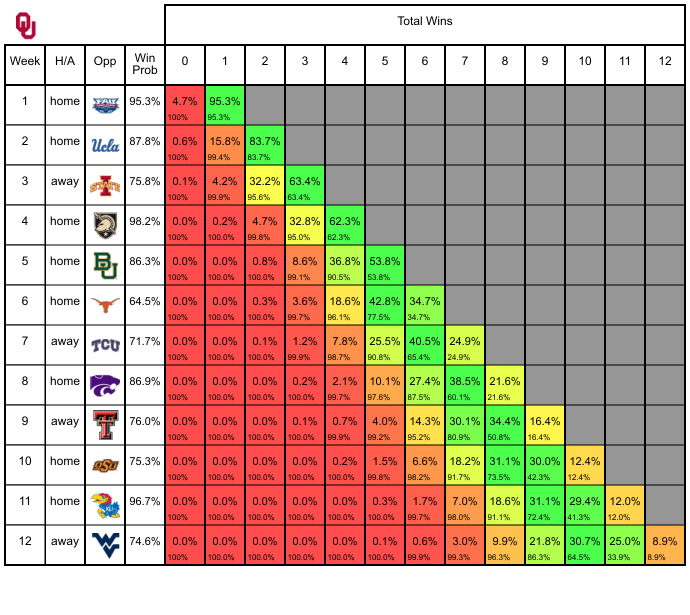 OU
Total Wins
Week H/A Opp Win Prob 0 1 2 3 4 5 6 7 8 9 10 11 12
1 home FAU 95.3% 4.7% 95.3%
100% 95.3%
2 home Ucla 87.8% 0.6% 15.8% 83.7%
100% 99.4% 83.7%
3 away I STATE 75.8% 0.1% 4.2% 32.2% 63.4%
100% 99.9% 95.6% 63.4%
4 home 98.2% 0.0% 0.2% 4.7% 32.8% 62.3%
100% 100.0% 99.8% 95.0% 62.3%
5 home BU 86.3% 0.0% 0.0% 0.8% 8.6% 36.8% 53.8%
100% 100.0% 100.0% 99.1% 90.5% 53.8%
6 home 64.5% 0.0% 0.0% 0.3% 3.6% 18.6% 42.8% 34.7%
100% 100.0% 100.0% 99.7% 96.1% 77.5% 34.7%
7 away TCU 71.7% 0.0% 0.0% 0.1% 1.2% 7.8% 25.5% 40.5% 24.9%
100% 100.0% 100.0% 99.9% 98.7% 90.8% 65.4% 24.9%
8 home 86.9% 0.0% 0.0% 0.0% 0.2% 2.1% 10.1% 27.4% 38.5% 21.6%
100% 100.0% 100.0% 100.0% 99.7% 97.6% 87.5% 60.1% 21.6%
9 away T 76.0% 0.0% 0.0% 0.0% 0.1% 0.7% 4.0% 14.3% 30.1% 34.4% 16.4%
100% 100.0% 100.0% 100.0% 99.9% 99.2% 95.2% 80.9% 50.8% 16.4%
10 home OSU 75.3% 0.0% 0.0% 0.0% 0.0% 0.2% 1.5% 6.6% 18.2% 31.1% 30.0% 12.4%
100% 100.0% 100.0% 100.0% 100.0% 99.8% 98.2% 91.7% 73.5% 42.3% 12.4%
11 home KU 96.7% 0.0% 0.0% 0.0% 0.0% 0.0% 0.3% 1.7% 7.0% 18.6% 31.1% 29.4% 12.0%
100% 100.0% 100.0% 100.0% 100.0% 100.0% 99.7% 98.0% 91.1% 72.4% 41.3% 12.0%
12 away WV 74.6% 0.0% 0.0% 0.0% 0.0% 0.0% 0.1% 0.6% 3.0% 9.9% 21.8% 30.7% 25.0% 8.9%
100% 100.0% 100.0% 100.0% 100.0% 100.0% 99.9% 99.3% 96.3% 86.3% 64.5% 33.9% 8.9%